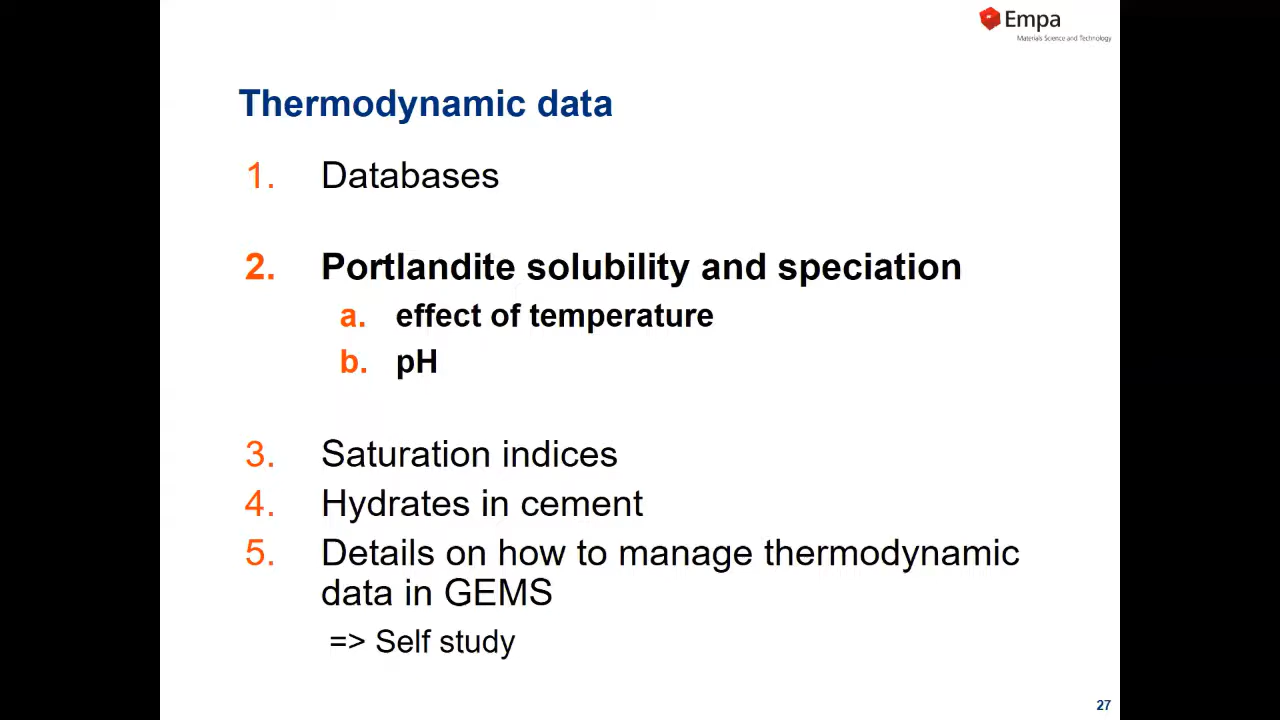 Empa
Materials Science and Technology
Thermodynamic data
1. Databases
2. Portlandite solubility and speciation
a. effect of temperature
b. pH
3. Saturation indices
4. Hydrates in cement
5. Details on how to manage thermodynamic
data in GEMS
=> Self study
27